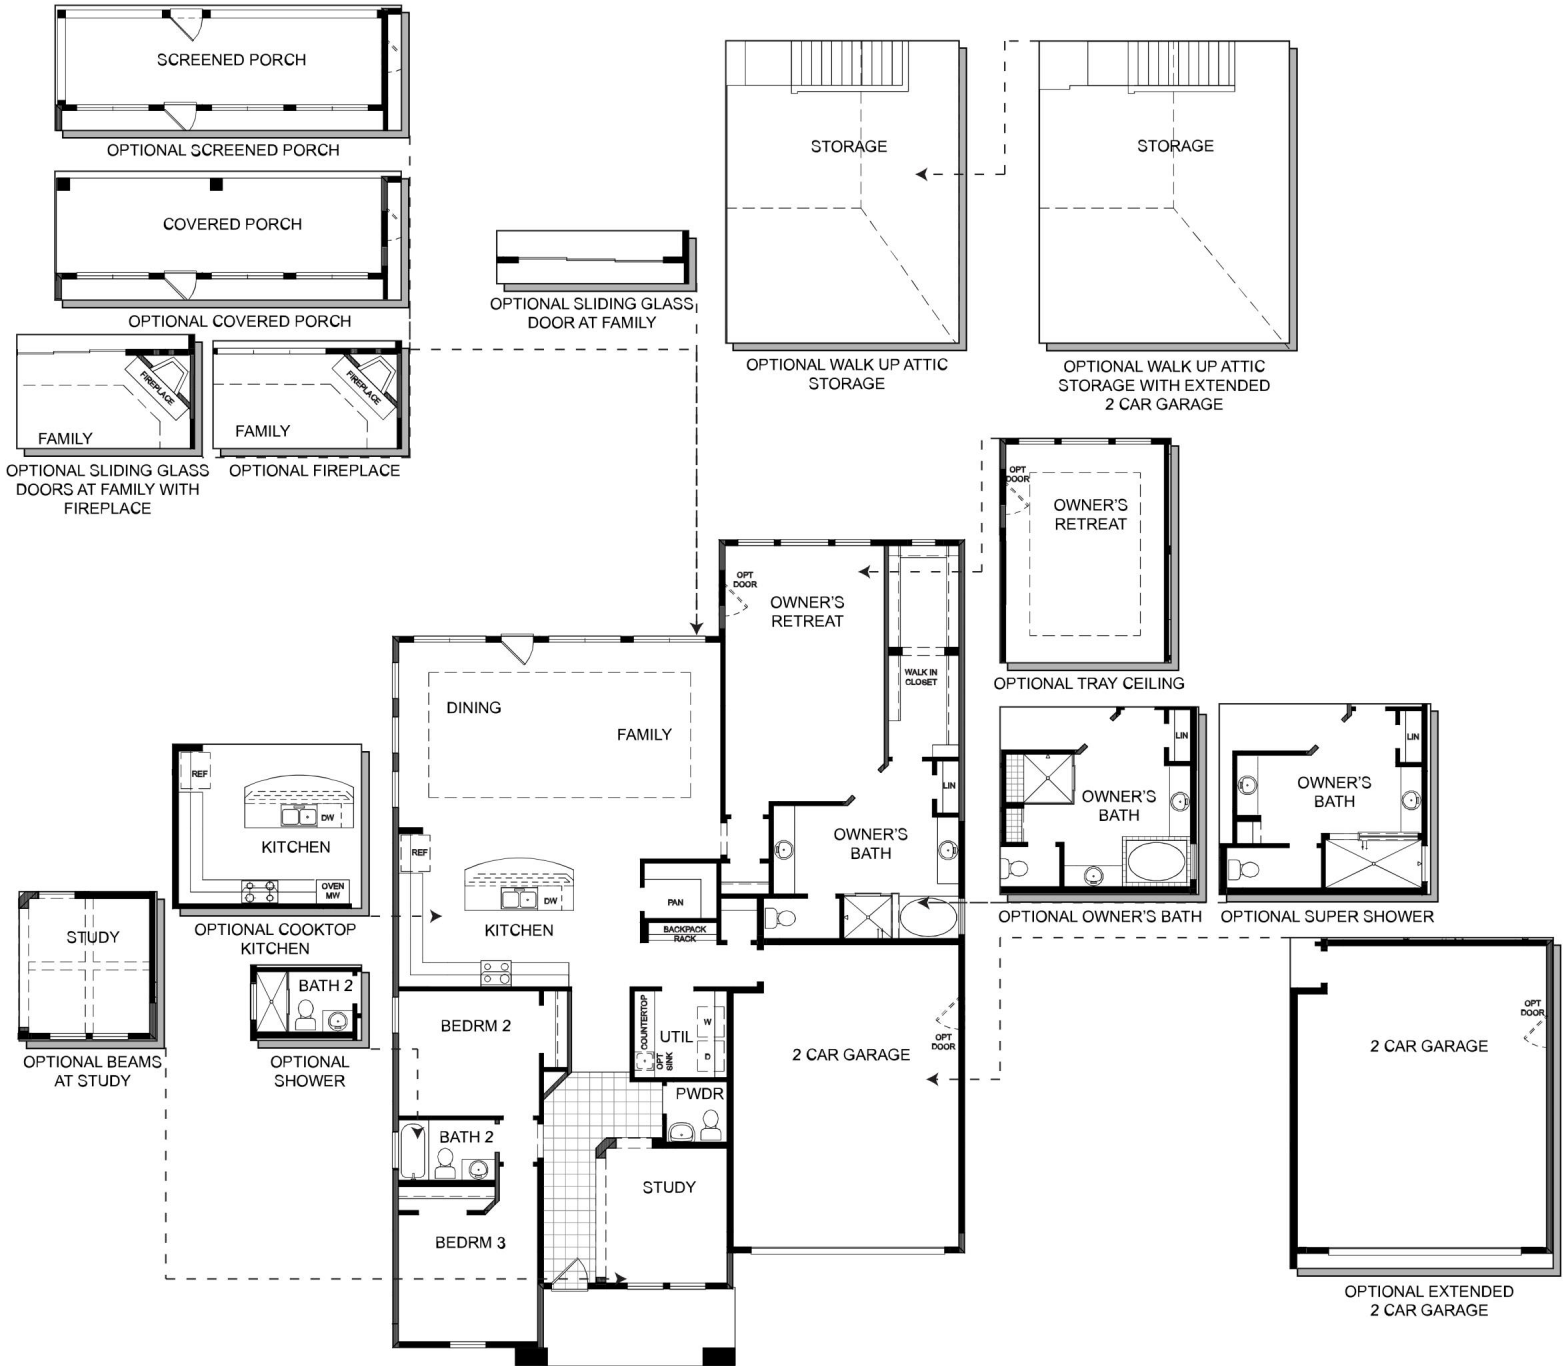 SCREENED PORCH
OPTIONAL SCREENED PORCH
COVERED PORCH
OPTIONAL COVERED PORCH
FIREPLACE
FAMILY
OPTIONAL SLIDING GLASS
DOORS AT FAMILY WITH
FIREPLACE
FIREPLACE
FAMILY
OPTIONAL FIREPLACE
OPTIONAL SLIDING GLASS
DOOR AT FAMILY
STORAGE
OPTIONAL WALK UP ATTIC
STORAGE
STORAGE
OPTIONAL WALK UP ATTIC
STORAGE WITH EXTENDED
2 CAR GARAGE
OPT
DOOR
OWNER'S
RETREAT
OPTIONAL TRAY CEILING
OPT
DOOR
OWNER'S
RETREAT
WALK IN
CLOSET
DINING
FAMILY
LIN
OWNER'S
BATH
LIN
OWNER'S
BATH
OPTIONAL OWNER'S BATH
LIN
OWNER'S
BATH
OPTIONAL SUPER SHOWER
REF
DW
KITCHEN
OVEN
MW
OPTIONAL COOKTOP
KITCHEN
REF
DW
KITCHEN
PAN
BACKPACK
RACK
STUDY
OPTIONAL BEAMS
AT STUDY
BATH 2
OPTIONAL
SHOWER
BEDRM 2
COUNTERTOP
OPT
SINK
UTIL
W
D
PWDR
2 CAR GARAGE
OPT
DOOR
BATH 2
STUDY
BEDRM 3
OPT
DOOR
2 CAR GARAGE
OPTIONAL EXTENDED
2 CAR GARAGE